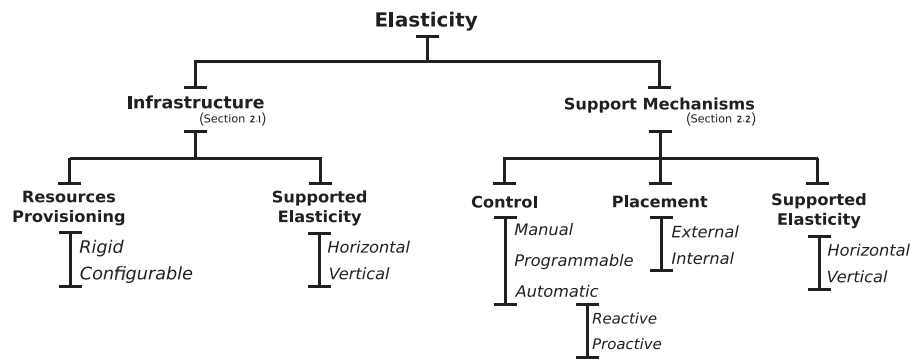 Elasticity
Infrastructure
(Section 2.1)
Support Mechanisms
(Section 2.2)
Resources
Provisioning
Rigid
Configurable
Supported
Elasticity
Horizontal
Vertical
Control
Manual
Programmable
Automatic
Reactive
Proactive
Placement
External
Internal
Supported
Elasticity
Horizontal
Vertical